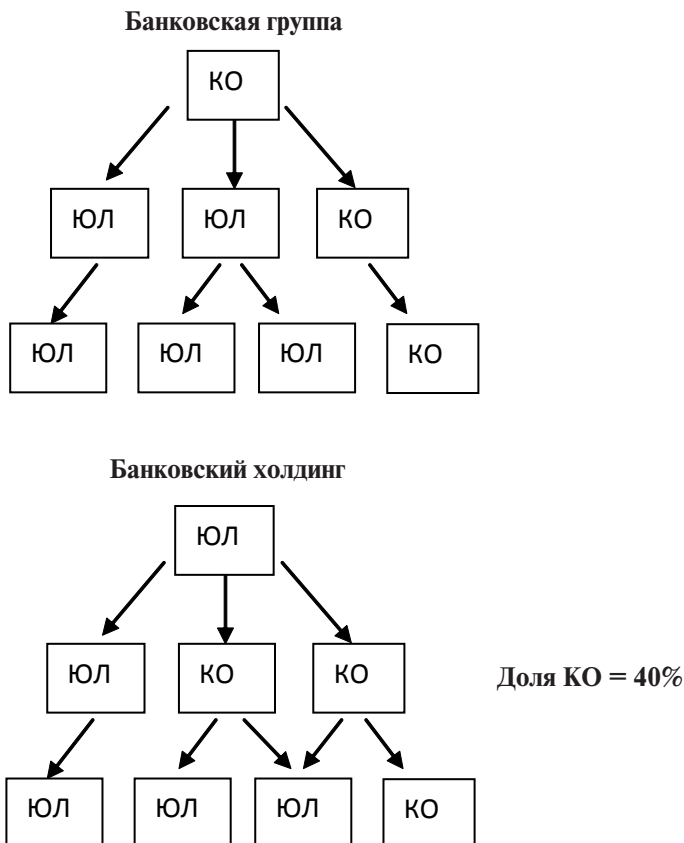 Банковская группа
КО
ЮЛ ЮЛ КО
ЮЛ ЮЛ ЮЛ КО
Банковский холдинг
ЮЛ
ЮЛ КО КО
Доля КО = 40%
ЮЛ ЮЛ ЮЛ КО